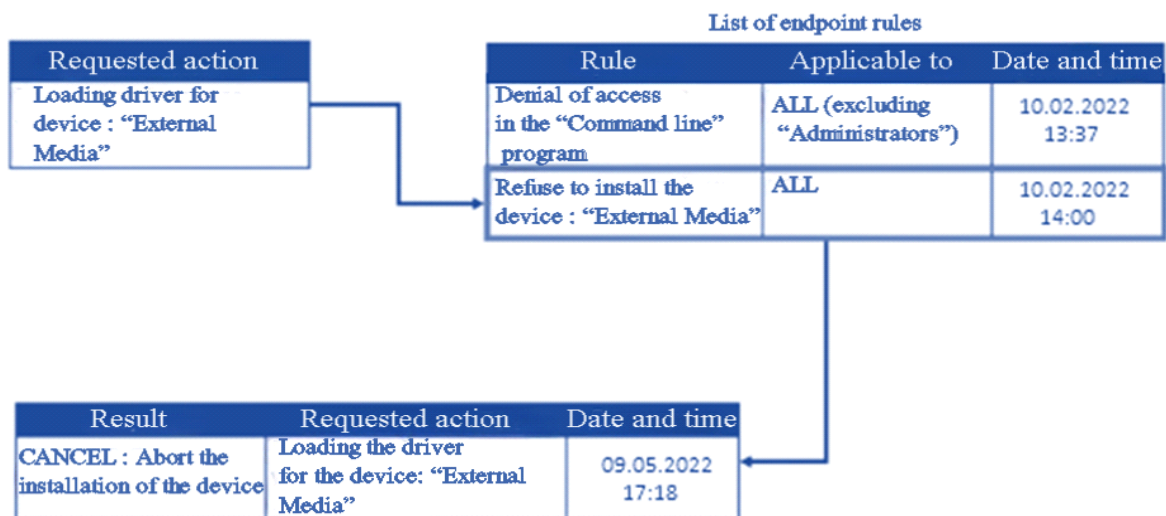 List of endpoint rules
Requested action
Loading driver for
device : “External
Media”
Rule Applicable to Date and time
Denial of access
in the “Command line”
program
ALL (excluding
“Administrators”)
10.02.2022
13:37
Refuse to install the
device : “External Media”
ALL
10.02.2022
14:00
Result Requested action Date and time
CANCEL : Abort the
installation of the device
Loading the driver
for the device: “External
Media”
09.05.2022
17:18